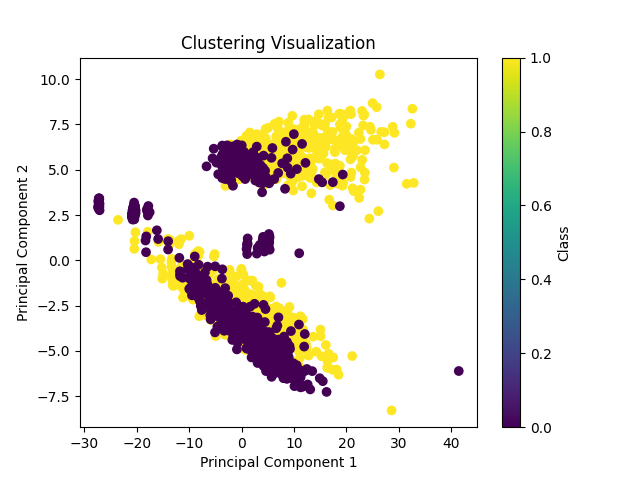 Clustering Visualization
10.0
7.5
5.0
2.5
0.0
−2.5
−5.0
−7.5
Principal Component 2
−30 −20 −10 0 10 20 30 40
Principal Component 1
1.0
0.8
0.6
0.4
0.2
0.0
Class